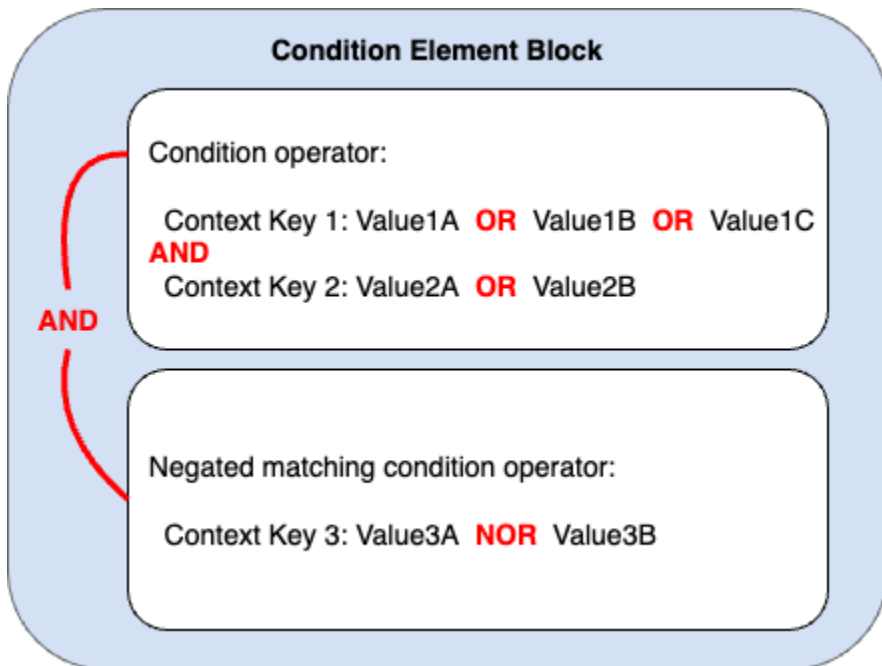 Condition Element Block
Condition operator:
Context Key 1: Value1A OR Value1B OR Value1C
AND
Context Key 2: Value2A OR Value2B
AND
Negated matching condition operator:
Context Key 3: Value3A NOR Value3B